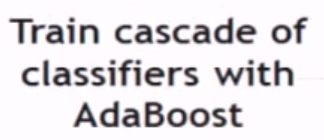 Train cascade of
classifiers with
AdaBoost